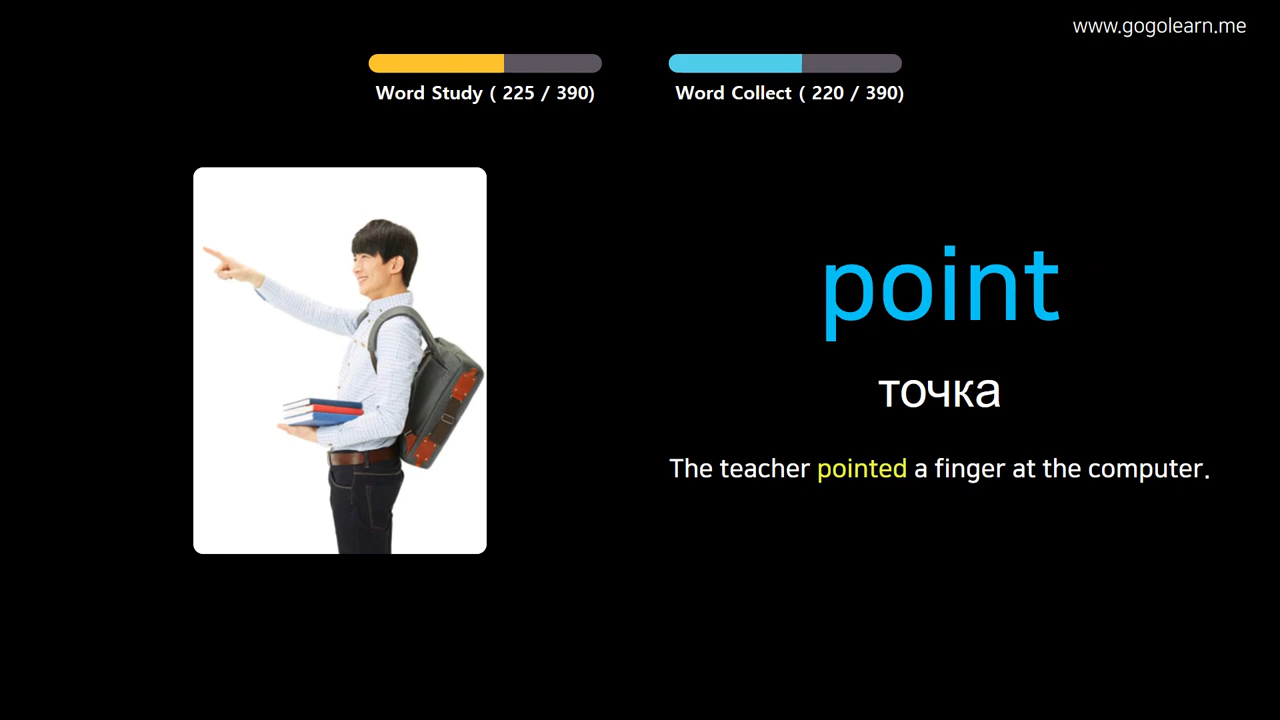 www.gogolearn.me
Word Study ( 225 / 390)
Word Collect ( 220 / 390)
point
точка
The teacher pointed a finger at the computer.